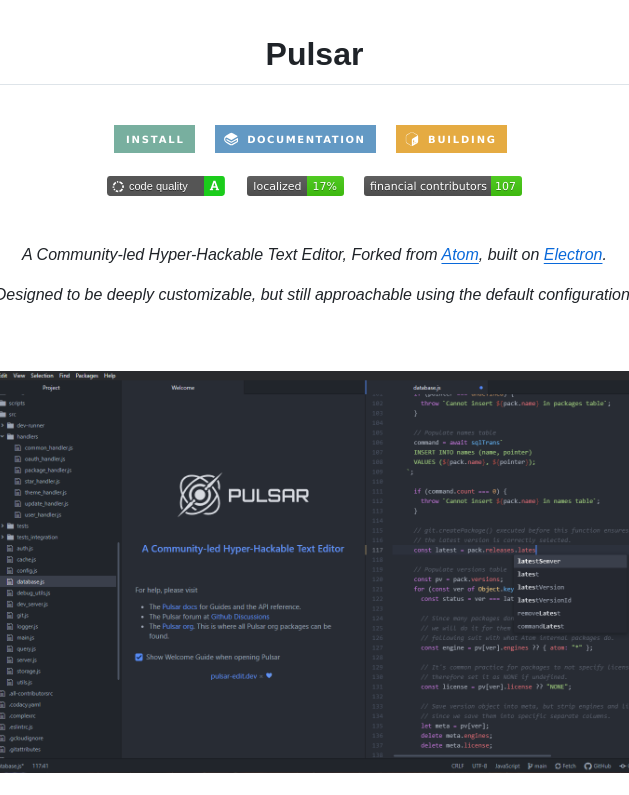 Pulsar
INSTALL
DOCUMENTATION
BUILDING
code quality A
localized 17%
financial contributors 107
A Community-led Hyper-Hackable Text Editor, Forked from Atom, built on Electron.
Designed to be deeply customizable, but still approachable using the default configuration
View Selection Find Packages Help
Project
scripts
src
dev-runner
handlers
common_handler.js
oauth_handler.js
package_handler.js
star_handler.js
theme_handler.js
update_handler.js
user_handler.js
tests
tests_integration
auth.js
cache.js
config.js
database.js
debug_utils.js
dev_server.js
git.js
logger.js
main.js
query.js
server.js
storage.js
utils.js
.all-contributorsrc
.codacy.yaml
.compilerc
.eslintrc.js
.gcloudignore
.gitattributes
Welcome
PULSAR
A Community-led Hyper-Hackable Text Editor
For help, please visit
• The Pulsar docs for Guides and the API reference.
• The Pulsar forum at Github Discussions
• The Pulsar org. This is where all Pulsar org packages can be
found.
Show Welcome Guide when opening Pulsar
pulsar-edit.dev
database.js
throw `Cannot insert ${pack.name} in packages table`;
}
// Populate names table
command = await sqlTrans`
INSERT INTO names (name, pointer)
VALUES (${pack.name}, ${pointer});
`;
if (command.count === 0) {
throw `Cannot insert ${pack.name} in names table`;
}
// git.createPackage() executed before this function ensures
// the latest version is correctly selected.
117 const latest = pack.releases.lates
latestSemver
latest
latestVersion
latestVersionId
removeLatest
commandLatest
// Populate versions table
const pv = pack.versions;
for (const ver of Object.key
const status = ver === lat
// Since many packages don
// we will do it for them
// following suit with what Atom internal packages do.
const engine = pv[ver].engines ?? { atom: "*" };
// It's common practice for packages to not specify licens
// therefore set it as NONE if undefined.
const license = pv[ver].license ?? "NONE";
// Save version object into meta, but strip engines and li
// since we save them into specific separate columns.
let meta = pv[ver];
delete meta.engines;
delete meta.license;
117:41
CRLF UTF-8 JavaScript main Fetch GitHub